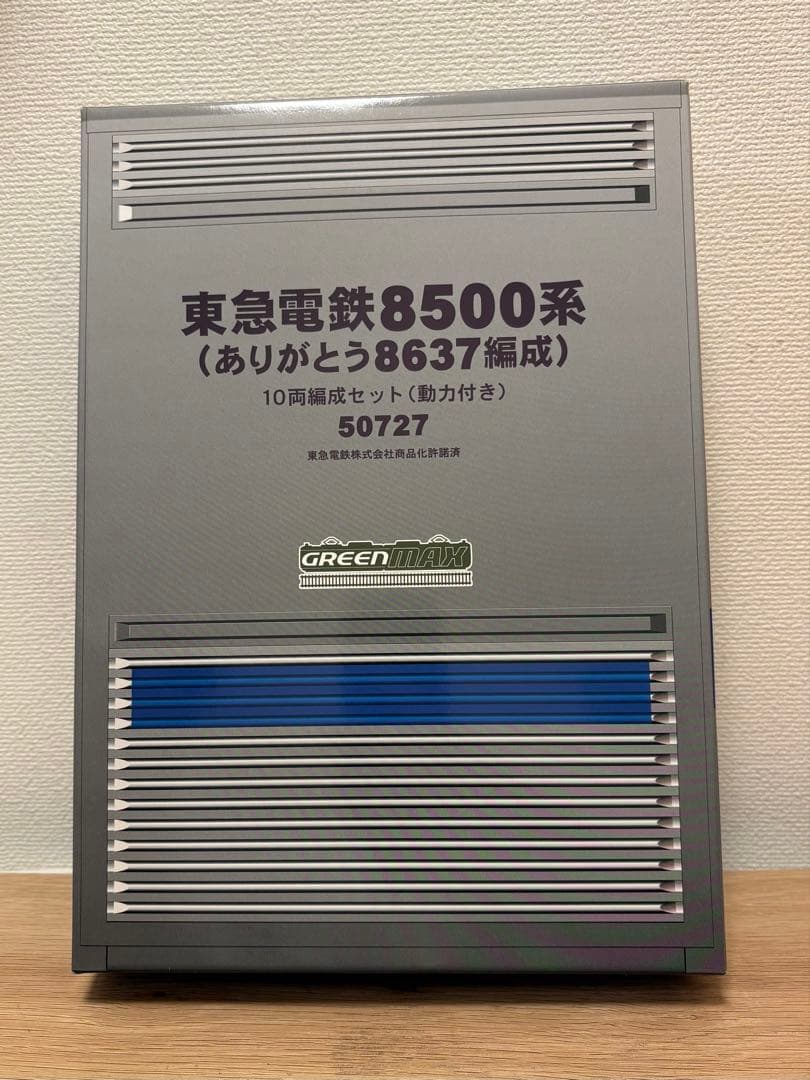 東急電鉄8500系
(ありがとう8637編成)
10両編成セット(動力付き)
50727
東急電鉄株式会社商品化許諾済
GREENMAX